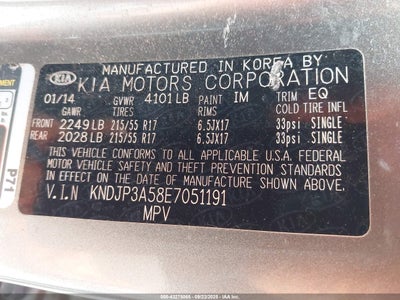 MANUFACTURED IN KOREA BY
KIA
KIA MOTORS CORPORATION
01/14 GVWR 4101 LB PAINT IM TRIM EQ
GAWR TIRES RIMS COLD TIRE INFL
FRONT 2249 LB 215/55 R17 6.5JX17 33psi SINGLE
REAR 2028 LB 215/55 R17 6.5JX17 33psi SINGLE
THIS VEHICLE CONFORMS TO ALL APPLICABLE U.S.A. FEDERAL
MOTOR VEHICLE SAFETY BUMPER, AND THEFT PREVENTION
STANDARDS IN EFFECT ON THE DATE OF MANUFACTURE SHOWN ABOVE.
V.I.N KNDJP3A58E7051191
MPV
P71